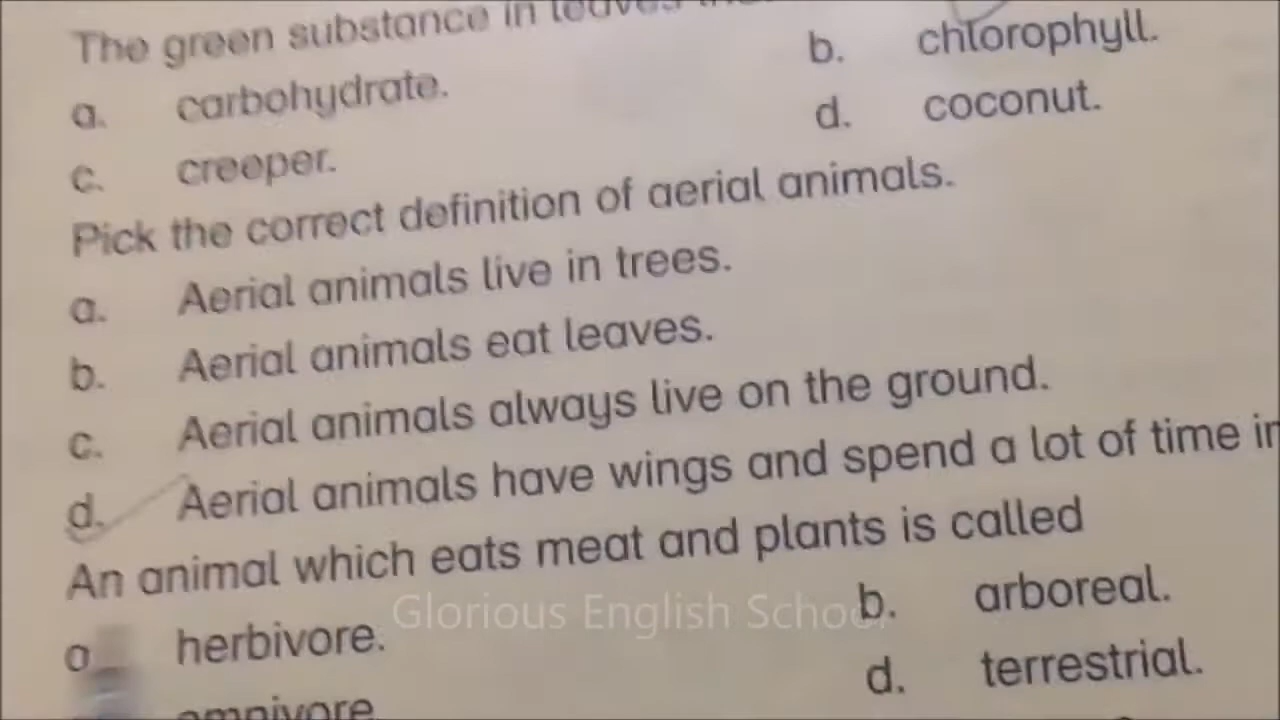 The green substance in leaves
a. carbohydrate.
b. chlorophyll.
c. creeper.
d. coconut.
Pick the correct definition of aerial animals.
a. Aerial animals live in trees.
b. Aerial animals eat leaves.
c. Aerial animals always live on the ground.
d. Aerial animals have wings and spend a lot of time in
An animal which eats meat and plants is called
a herbivore.
b. arboreal.
omnivore
d. terrestrial.
Glorious English School